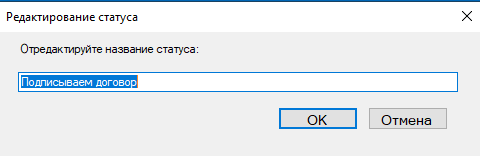 Редактирование статуса
Отредактируйте название статуса:
Подписываем договор
OK
Отмена